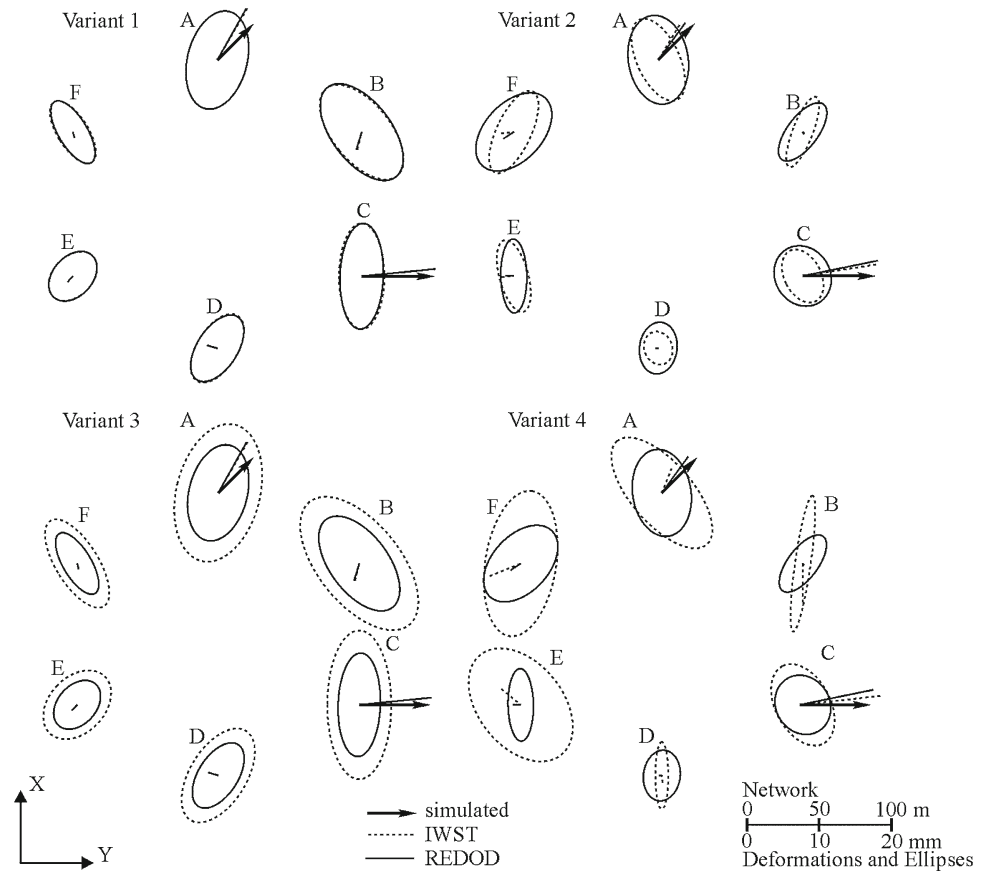 Variant 1
A
F
B
E
C
D
Variant 2
A
F
B
E
C
D
Variant 3
A
F
B
E
C
D
Variant 4
A
F
B
E
C
D
X
Y
simulated
IWST
REDOD
Network
0 50 100 m
0 10 20 mm
Deformations and Ellipses